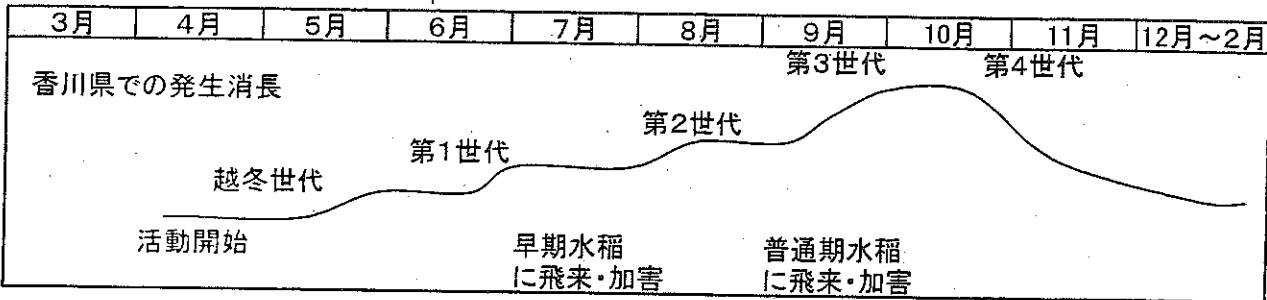 3月 4月 5月 6月 7月 8月 9月 10月 11月 12月～2月
第3世代 第4世代
香川県での発生消長
第2世代
第1世代
越冬世代
活動開始 早期水稲 普通期水稲
に飛来・加害 に飛来・加害